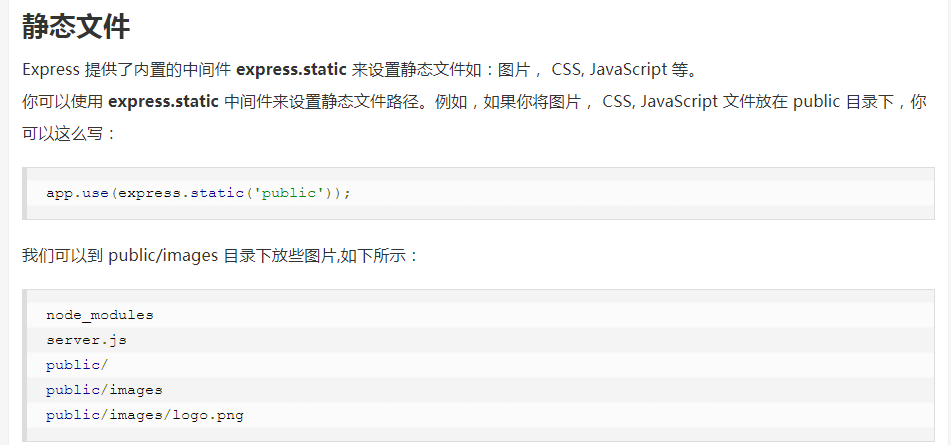 静态文件
Express 提供了内置的中间件 express.static 来设置静态文件如：图片， CSS, JavaScript 等。
你可以使用 express.static 中间件来设置静态文件路径。例如，如果你将图片， CSS, JavaScript 文件放在 public 目录下，你
可以这么写：
app.use(express.static('public'));
我们可以到 public/images 目录下放些图片,如下所示：
node_modules
server.js
public/
public/images
public/images/logo.png